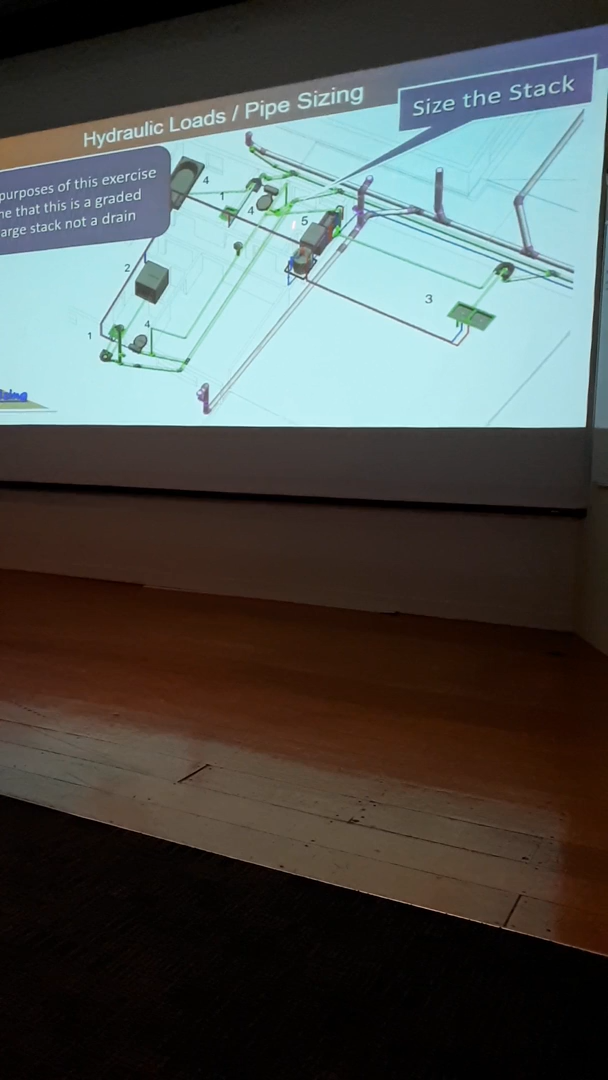 Hydraulic Loads / Pipe Sizing
Size the Stack
purposes of this exercise
e that this is a graded
arge stack not a drain
4
1
4
5
2
3
1
4